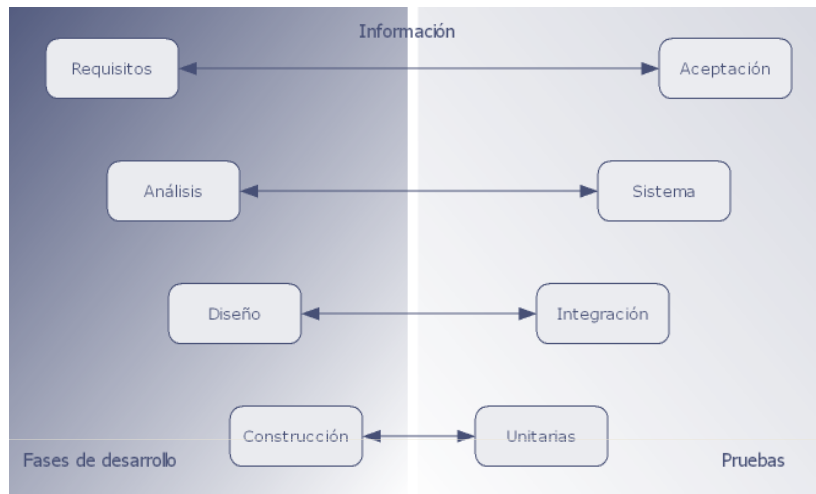 Información
Requisitos
Aceptación
Análisis
Sistema
Diseño
Integración
Construcción
Unitarias
Fases de desarrollo
Pruebas